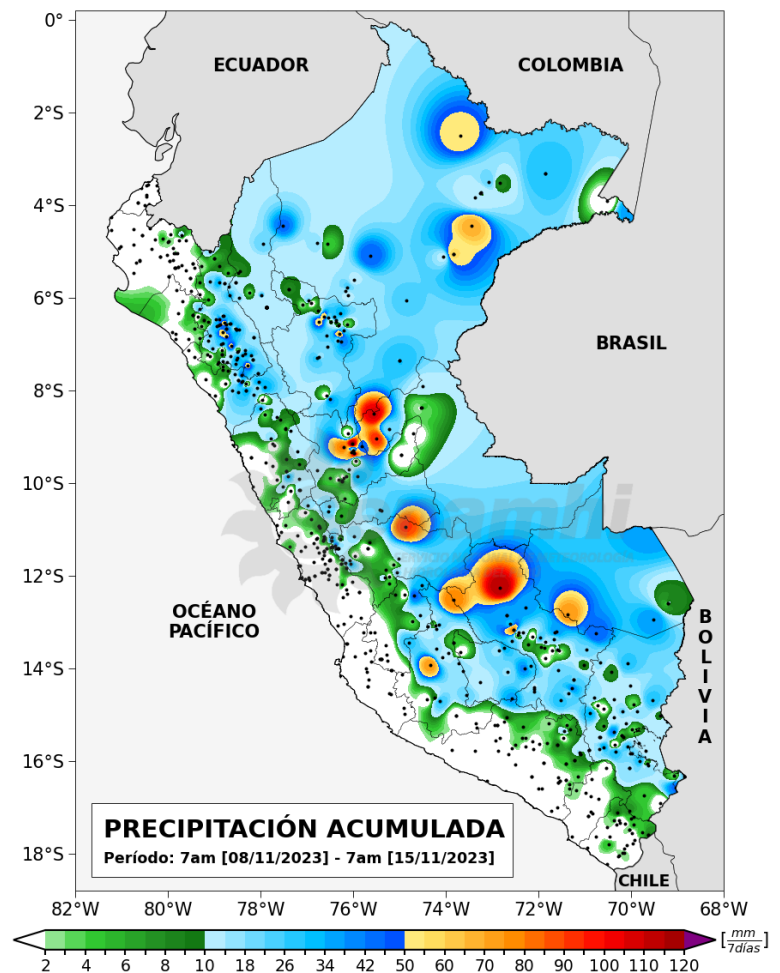 0°
2°S
4°S
6°S
8°S
10°S
12°S
14°S
16°S
18°S
ECUADOR
COLOMBIA
BRASIL
OCÉANO
PACÍFICO
BOLIVIA
CHILE
PRECIPITACIÓN ACUMULADA
Período: 7am [08/11/2023] - 7am [15/11/2023]
82°W 80°W 78°W 76°W 74°W 72°W 70°W 68°W
2 4 6 8 10 18 26 34 42 50 60 70 80 90 100 110 120
[mm/7días]